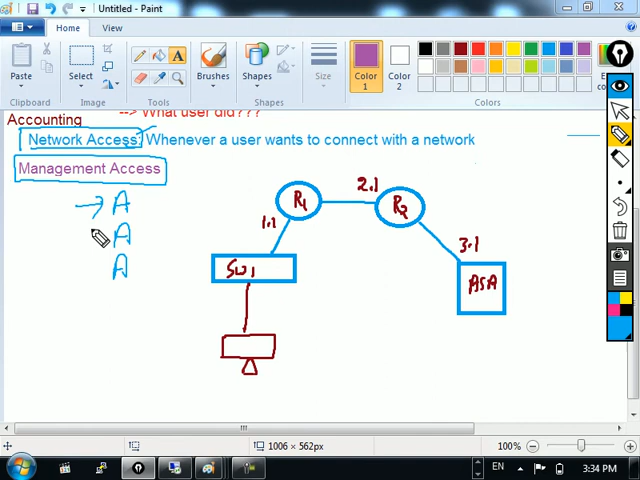 Untitled - Paint
Home
View
Paste
Select
Brushes
Shapes
Size
Color
1
Color
2
Clipboard
Image
Tools
Colors
--> What user did???
Accounting
Network Access: Whenever a user wants to connect with a network
Management Access
A
A
A
R1
2.1
R2
1.1
3.1
SW1
ASA
1006 × 562px
100%
EN
3:34 PM